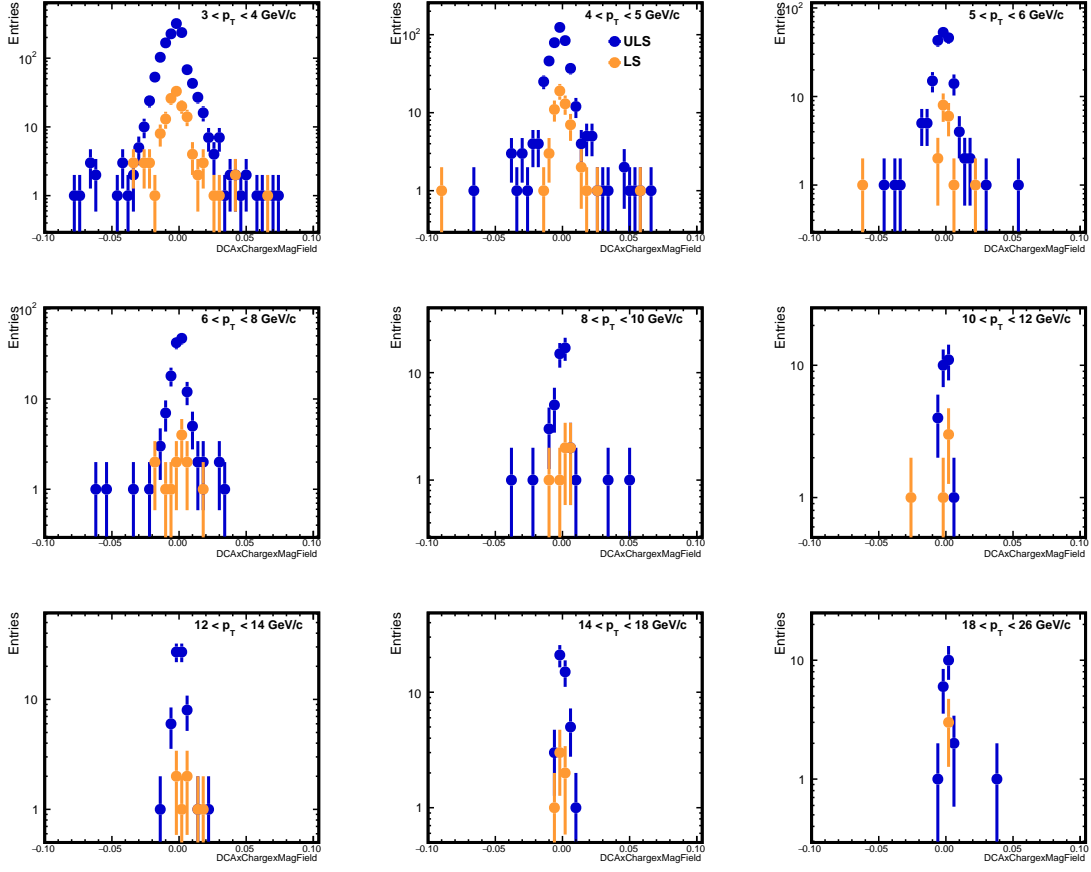 Entries
3 < p_T < 4 GeV/c
10²
10
1
−0.10 −0.05 0.00 0.05 0.10
DCAxChargexMagField
Entries
4 < p_T < 5 GeV/c
ULS
LS
10²
10
1
−0.10 −0.05 0.00 0.05 0.10
DCAxChargexMagField
Entries
5 < p_T < 6 GeV/c
10²
10
1
−0.10 −0.05 0.00 0.05 0.10
DCAxChargexMagField
Entries
6 < p_T < 8 GeV/c
10²
10
1
−0.10 −0.05 0.00 0.05 0.10
DCAxChargexMagField
Entries
8 < p_T < 10 GeV/c
10
1
−0.10 −0.05 0.00 0.05 0.10
DCAxChargexMagField
Entries
10 < p_T < 12 GeV/c
10
1
−0.10 −0.05 0.00 0.05 0.10
DCAxChargexMagField
Entries
12 < p_T < 14 GeV/c
10
1
−0.10 −0.05 0.00 0.05 0.10
DCAxChargexMagField
Entries
14 < p_T < 18 GeV/c
10
1
−0.10 −0.05 0.00 0.05 0.10
DCAxChargexMagField
Entries
18 < p_T < 26 GeV/c
10
1
−0.10 −0.05 0.00 0.05 0.10
DCAxChargexMagField